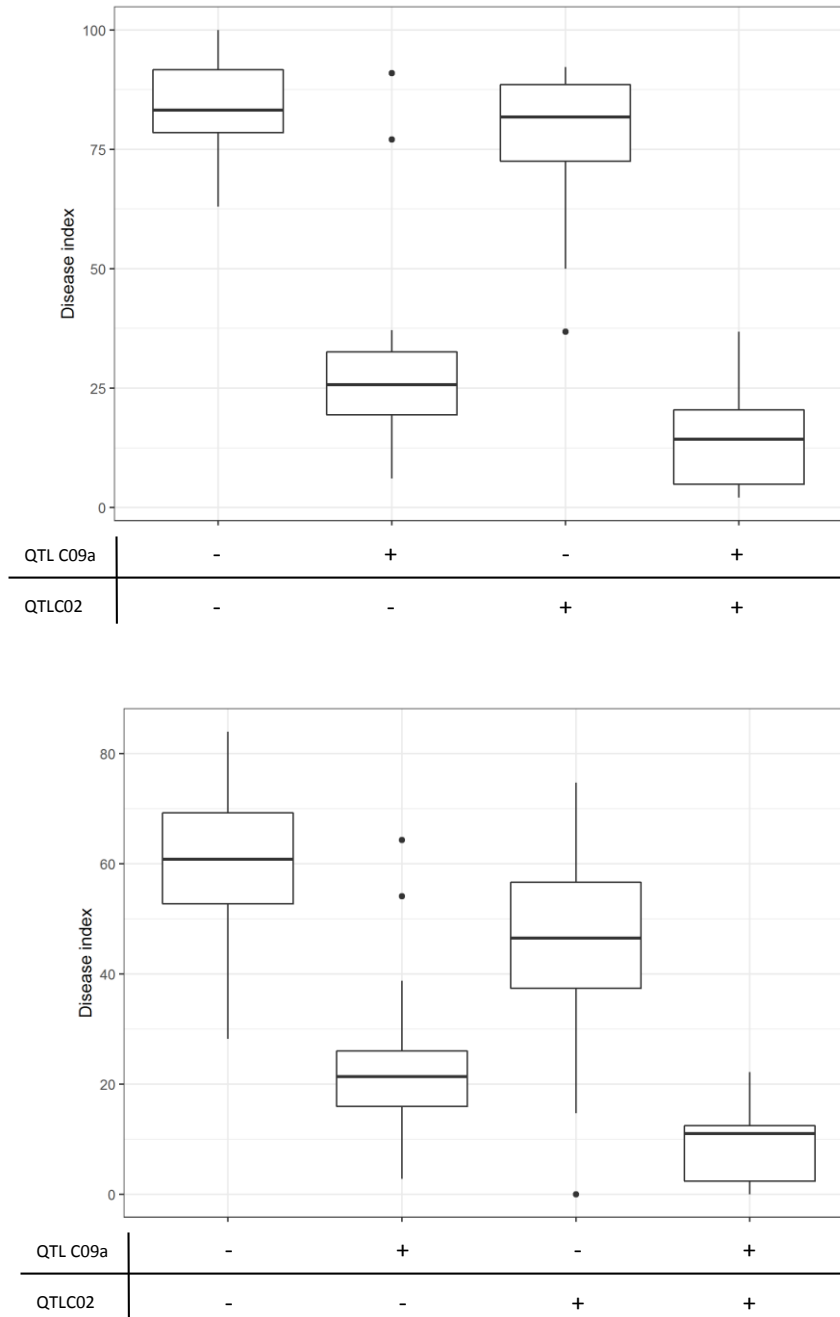 100
75
50
25
0
Disease index
QTL C09a - + - +
QTLC02 - - + +
80
60
40
20
0
Disease index
QTL C09a - + - +
QTLC02 - - + +